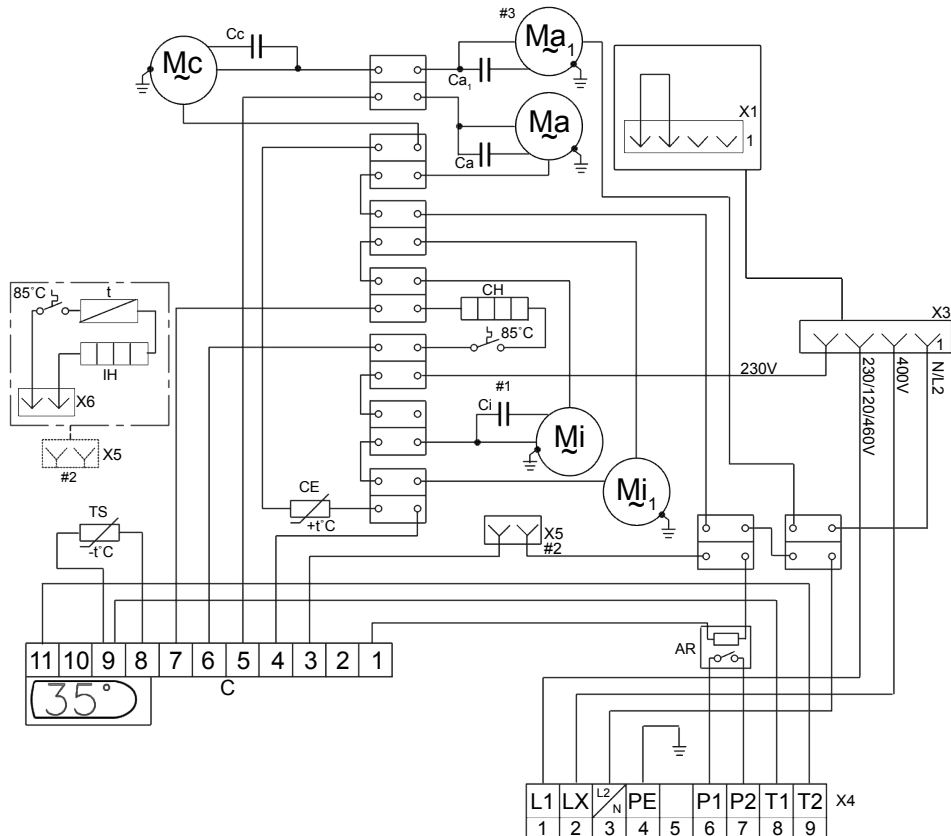 #3
Cc
Mc
Ma1
Ca1
X1
1
Ma
Ca
85°C
t
IH
X6
X5
#2
CH
85°C
X3
1
230V
230/120/460V
400V
N/L2
#1
Ci
Mi
Mi1
CE
+t°C
TS
-t°C
X5
#2
AR
11 10 9 8 7 6 5 4 3 2 1
C
35°
L1 LX L2/N PE P1 P2 T1 T2 X4
1 2 3 4 5 6 7 8 9